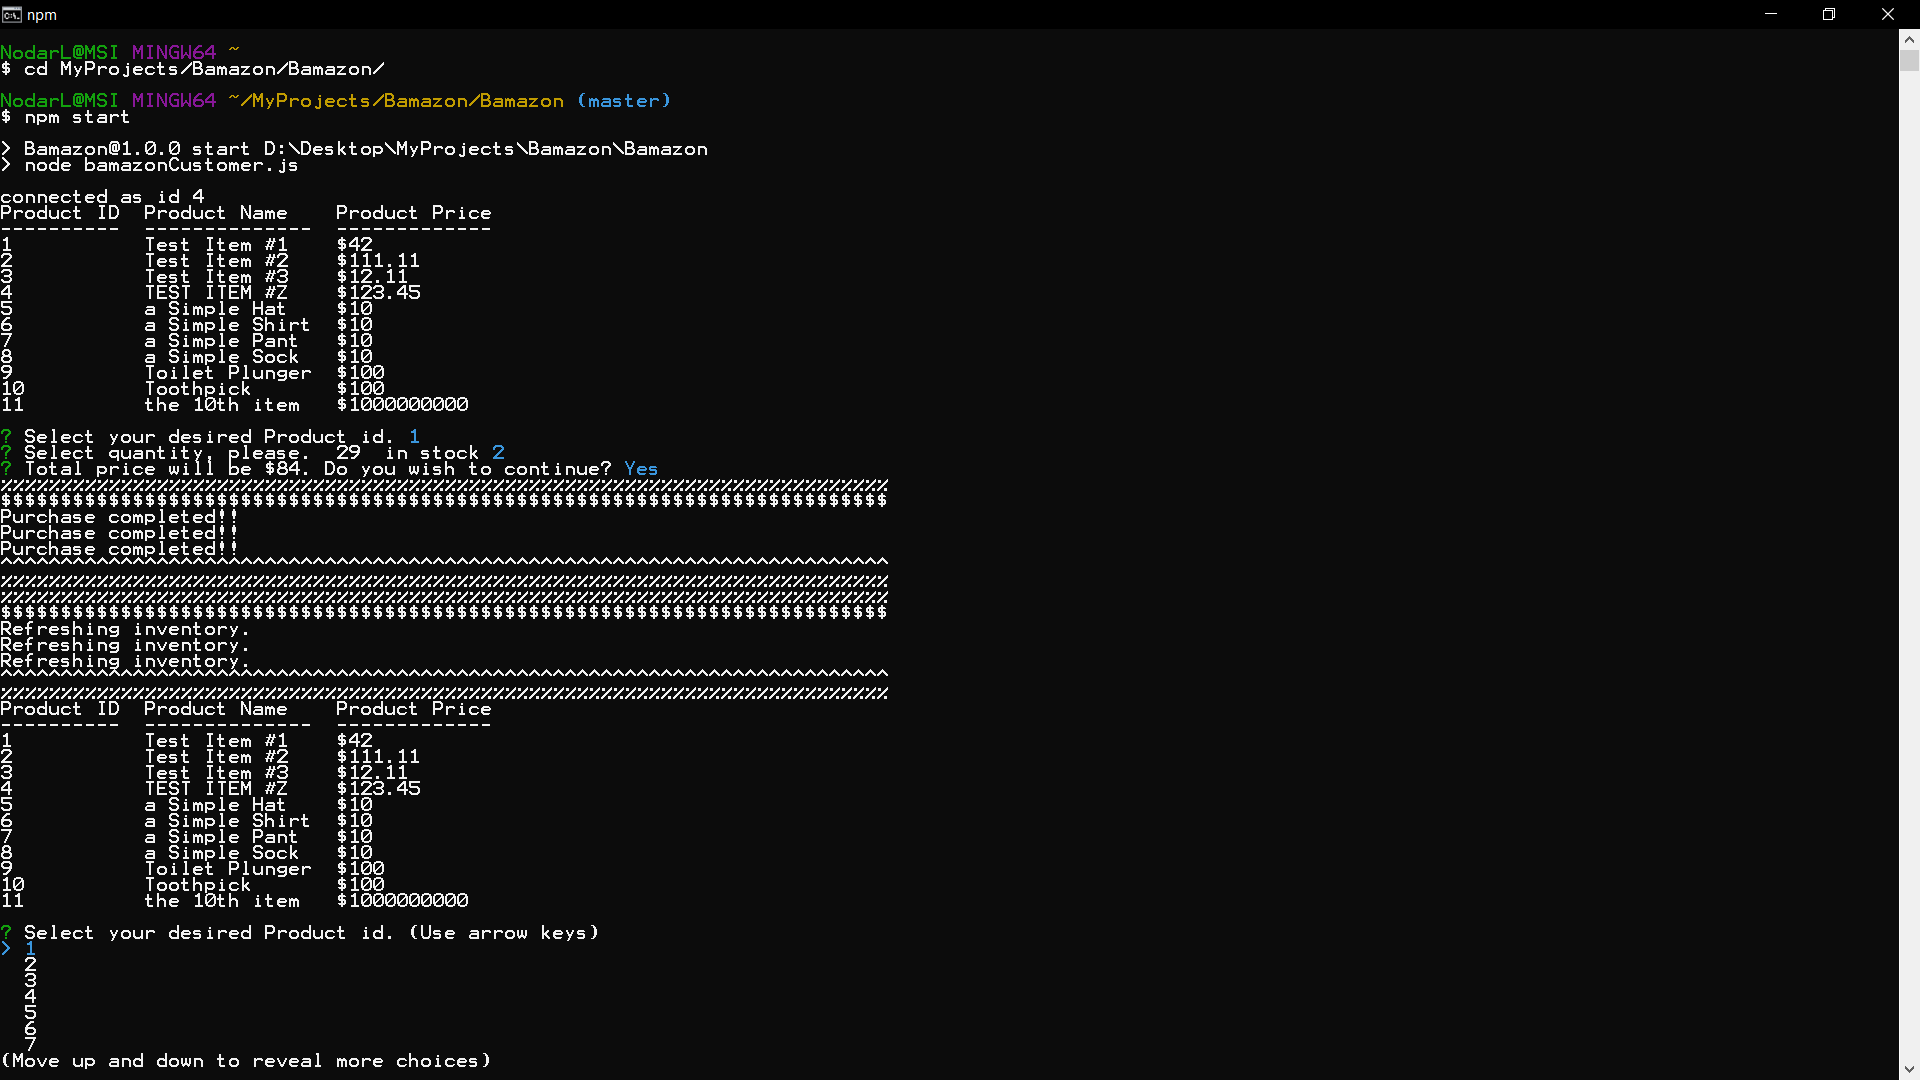 npm
NodarL@MSI MINGW64 ~
$ cd MyProjects/Bamazon/Bamazon/
NodarL@MSI MINGW64 ~/MyProjects/Bamazon/Bamazon (master)
$ npm start
> Bamazon@1.0.0 start D:\Desktop\MyProjects\Bamazon\Bamazon
> node bamazonCustomer.js
connected as id 4
Product ID  Product Name    Product Price
----------  --------------  -------------
1           Test Item #1    $42
2           Test Item #2    $111.11
3           Test Item #3    $12.11
4           TEST ITEM #Z    $123.45
5           a Simple Hat    $10
6           a Simple Shirt  $10
7           a Simple Pant   $10
8           a Simple Sock   $10
9           Toilet Plunger  $100
10          Toothpick       $100
11          the 10th item   $1000000000
? Select your desired Product id. 1
? Select quantity, please.  29  in stock 2
? Total price will be $84. Do you wish to continue? Yes
%%%%%%%%%%%%%%%%%%%%%%%%%%%%%%%%%%%%%%%%%%%%%%%%%%%%%%%%%%%%%%%%%%%%%%%%%%
$$$$$$$$$$$$$$$$$$$$$$$$$$$$$$$$$$$$$$$$$$$$$$$$$$$$$$$$$$$$$$$$$$$$$$$$$$
Purchase completed!!
Purchase completed!!
Purchase completed!!
^^^^^^^^^^^^^^^^^^^^^^^^^^^^^^^^^^^^^^^^^^^^^^^^^^^^^^^^^^^^^^^^^^^^^^^^^^
%%%%%%%%%%%%%%%%%%%%%%%%%%%%%%%%%%%%%%%%%%%%%%%%%%%%%%%%%%%%%%%%%%%%%%%%%%
%%%%%%%%%%%%%%%%%%%%%%%%%%%%%%%%%%%%%%%%%%%%%%%%%%%%%%%%%%%%%%%%%%%%%%%%%%
$$$$$$$$$$$$$$$$$$$$$$$$$$$$$$$$$$$$$$$$$$$$$$$$$$$$$$$$$$$$$$$$$$$$$$$$$$
Refreshing inventory.
Refreshing inventory.
Refreshing inventory.
^^^^^^^^^^^^^^^^^^^^^^^^^^^^^^^^^^^^^^^^^^^^^^^^^^^^^^^^^^^^^^^^^^^^^^^^^^
%%%%%%%%%%%%%%%%%%%%%%%%%%%%%%%%%%%%%%%%%%%%%%%%%%%%%%%%%%%%%%%%%%%%%%%%%%
Product ID  Product Name    Product Price
----------  --------------  -------------
1           Test Item #1    $42
2           Test Item #2    $111.11
3           Test Item #3    $12.11
4           TEST ITEM #Z    $123.45
5           a Simple Hat    $10
6           a Simple Shirt  $10
7           a Simple Pant   $10
8           a Simple Sock   $10
9           Toilet Plunger  $100
10          Toothpick       $100
11          the 10th item   $1000000000
? Select your desired Product id. (Use arrow keys)
> 1
2
3
4
5
6
7
(Move up and down to reveal more choices)